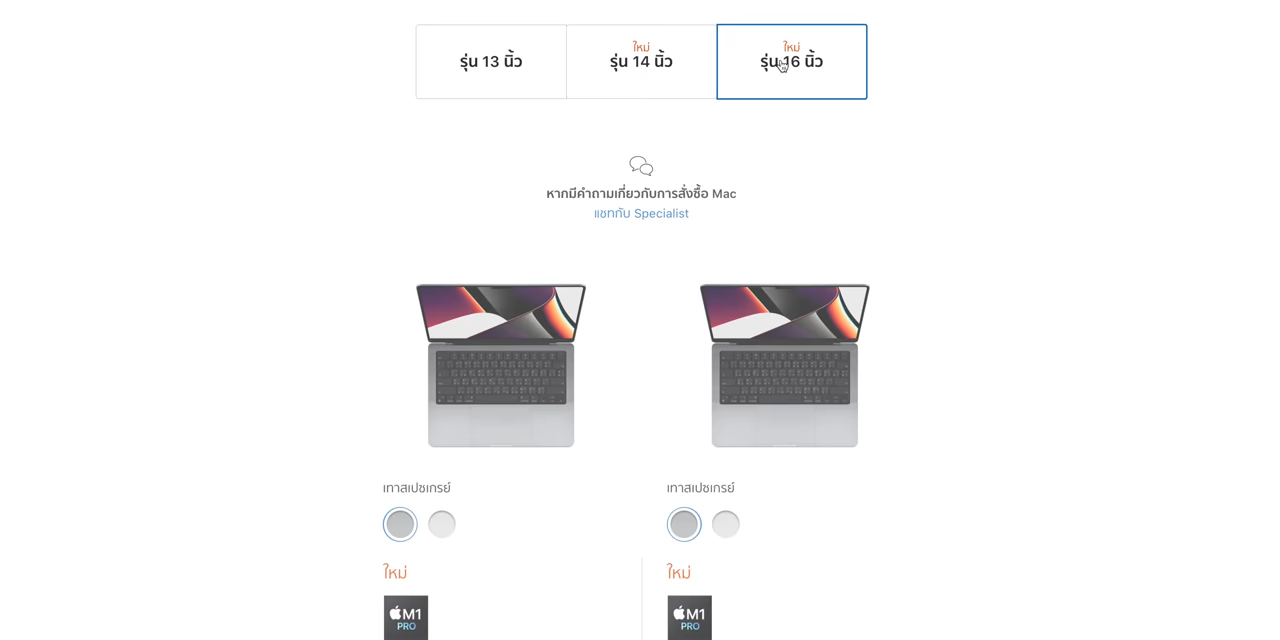 รุ่น 13 นิ้ว
ใหม่
รุ่น 14 นิ้ว
ใหม่
รุ่น 16 นิ้ว
หากมีคำถามเกี่ยวกับการสั่งซื้อ Mac
แชทกับ Specialist
เทาสเปซเกรย์
เทาสเปซเกรย์
ใหม่
ใหม่
M1
PRO
M1
PRO